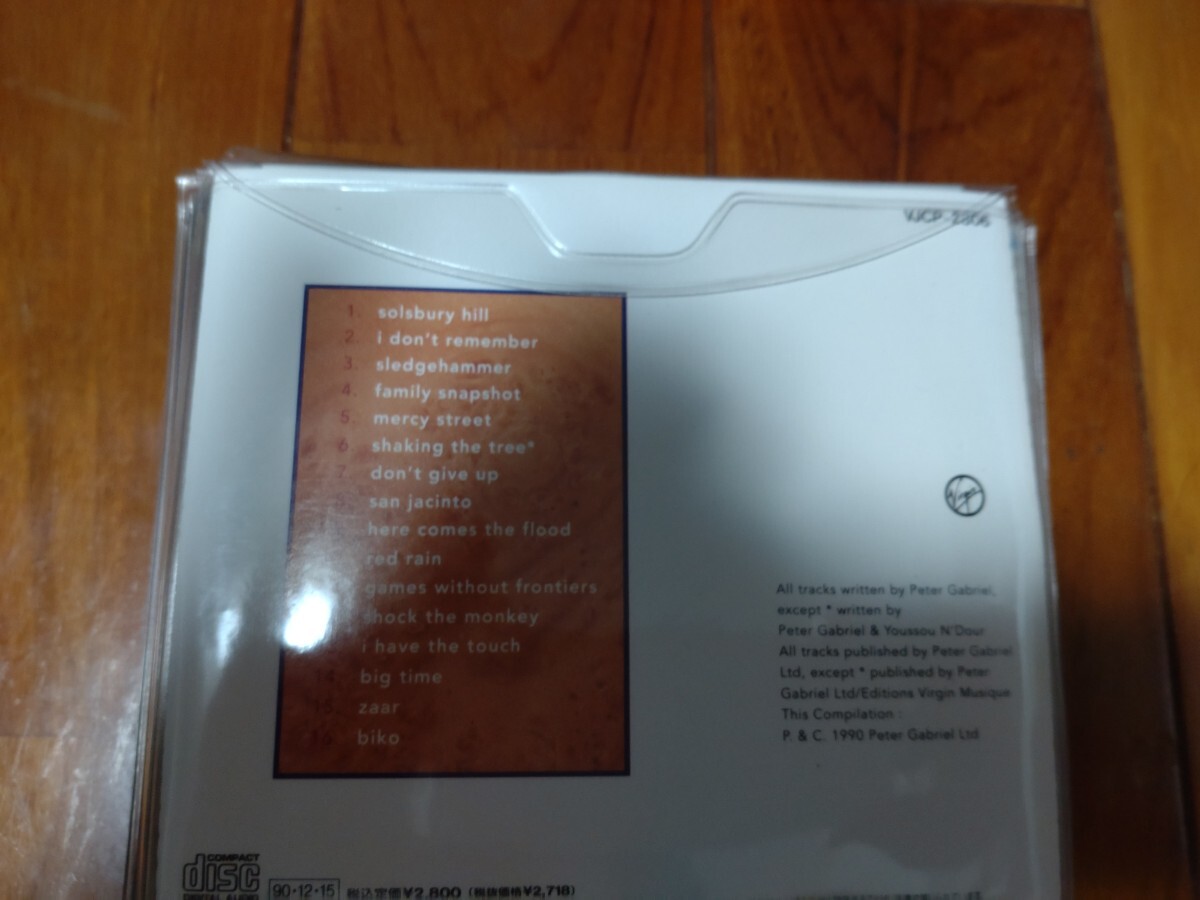 VJCP-2806
1. solsbury hill
2. i don't remember
3. sledgehammer
4. family snapshot
5. mercy street
6. shaking the tree*
7. don't give up
san jacinto
here comes the flood
red rain
games without frontiers
shock the monkey
i have the touch
14. big time
15. zaar
16. biko
Virgin
All tracks written by Peter Gabriel,
except * written by
Peter Gabriel & Youssou N'Dour
All tracks published by Peter Gabriel
Ltd, except * published by Peter
Gabriel Ltd/Editions Virgin Musique
This Compilation :
P. & C. 1990 Peter Gabriel Ltd
COMPACT
disc
DIGITAL AUDIO
90・12・15 税込定価¥2,800 (税抜価格¥2,718)